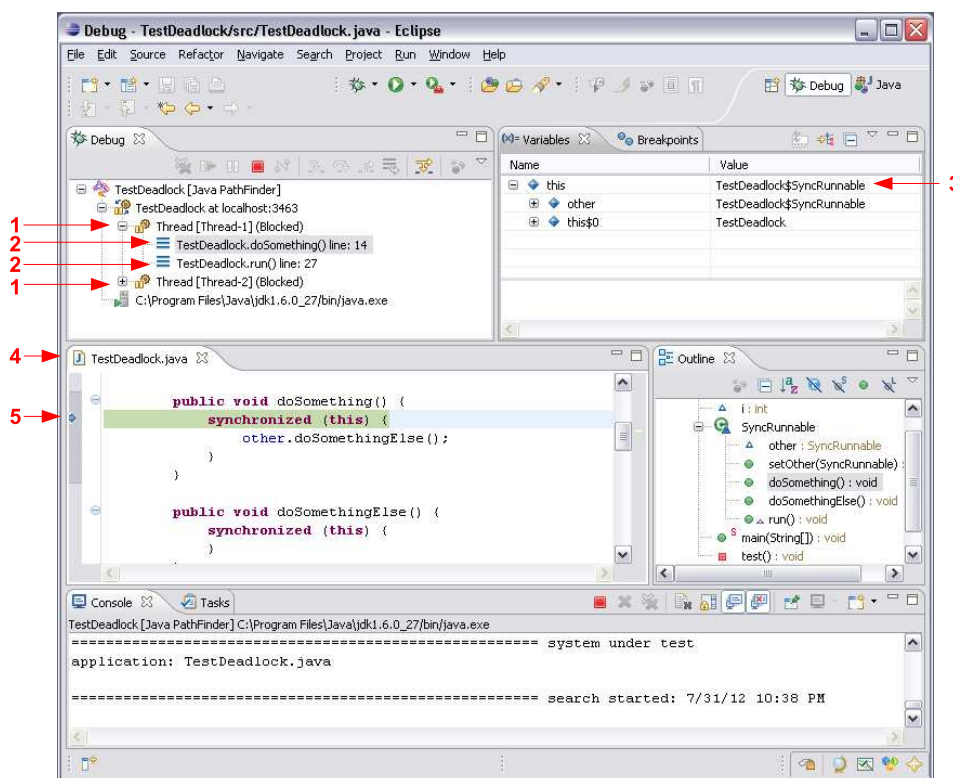 Debug - TestDeadlock/src/TestDeadlock.java - Eclipse
File Edit Source Refactor Navigate Search Project Run Window Help
Debug Java
Debug
TestDeadlock [Java PathFinder]
TestDeadlock at localhost:3463
1 Thread [Thread-1] (Blocked)
2 TestDeadlock.doSomething() line: 14
2 TestDeadlock.run() line: 27
1 Thread [Thread-2] (Blocked)
C:\Program Files\Java\jdk1.6.0_27/bin/java.exe
(x)= Variables Breakpoints
Name Value
this TestDeadlock$SyncRunnable
other TestDeadlock$SyncRunnable
this$0 TestDeadlock
4 TestDeadlock.java
public void doSomething() {
5 synchronized (this) {
other.doSomethingElse();
}
}
public void doSomethingElse() {
synchronized (this) {
}
Outline
i : int
SyncRunnable
other : SyncRunnable
setOther(SyncRunnable) :
doSomething() : void
doSomethingElse() : void
run() : void
S main(String[]) : void
test() : void
Console Tasks
TestDeadlock [Java PathFinder] C:\Program Files\Java\jdk1.6.0_27/bin/java.exe
====================================================== system under test
application: TestDeadlock.java
====================================================== search started: 7/31/12 10:38 PM